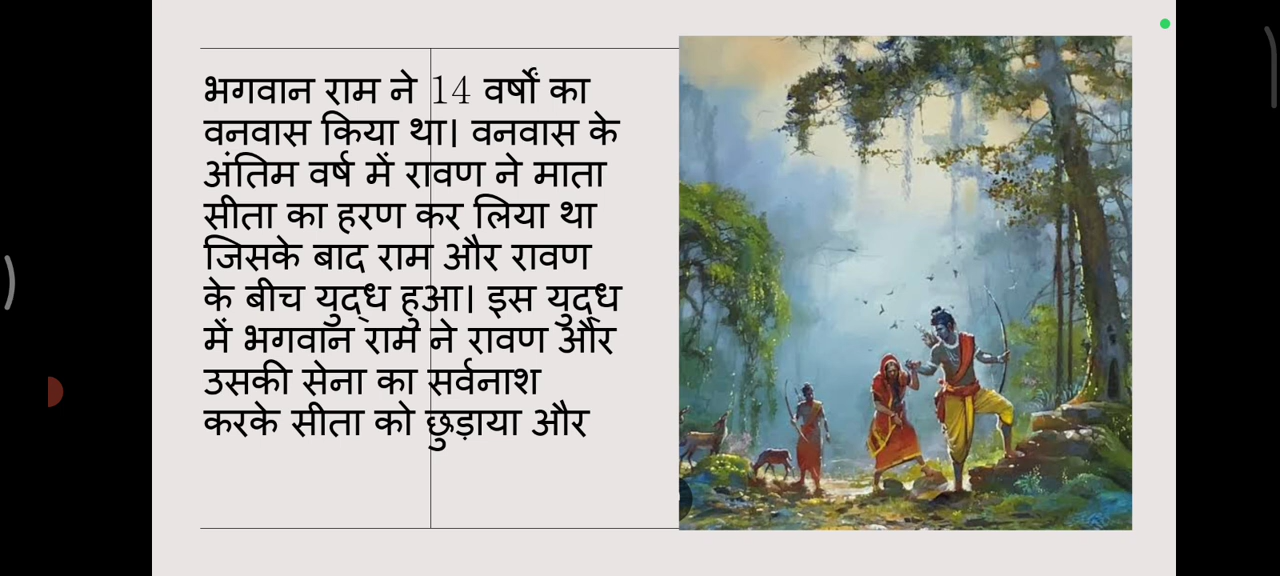 भगवान राम ने 14 वर्षों का
वनवास किया था। वनवास के
अंतिम वर्ष में रावण ने माता
सीता का हरण कर लिया था
जिसके बाद राम और रावण
के बीच युद्ध हुआ। इस युद्ध
में भगवान राम ने रावण और
उसकी सेना का सर्वनाश
करके सीता को छुड़ाया और